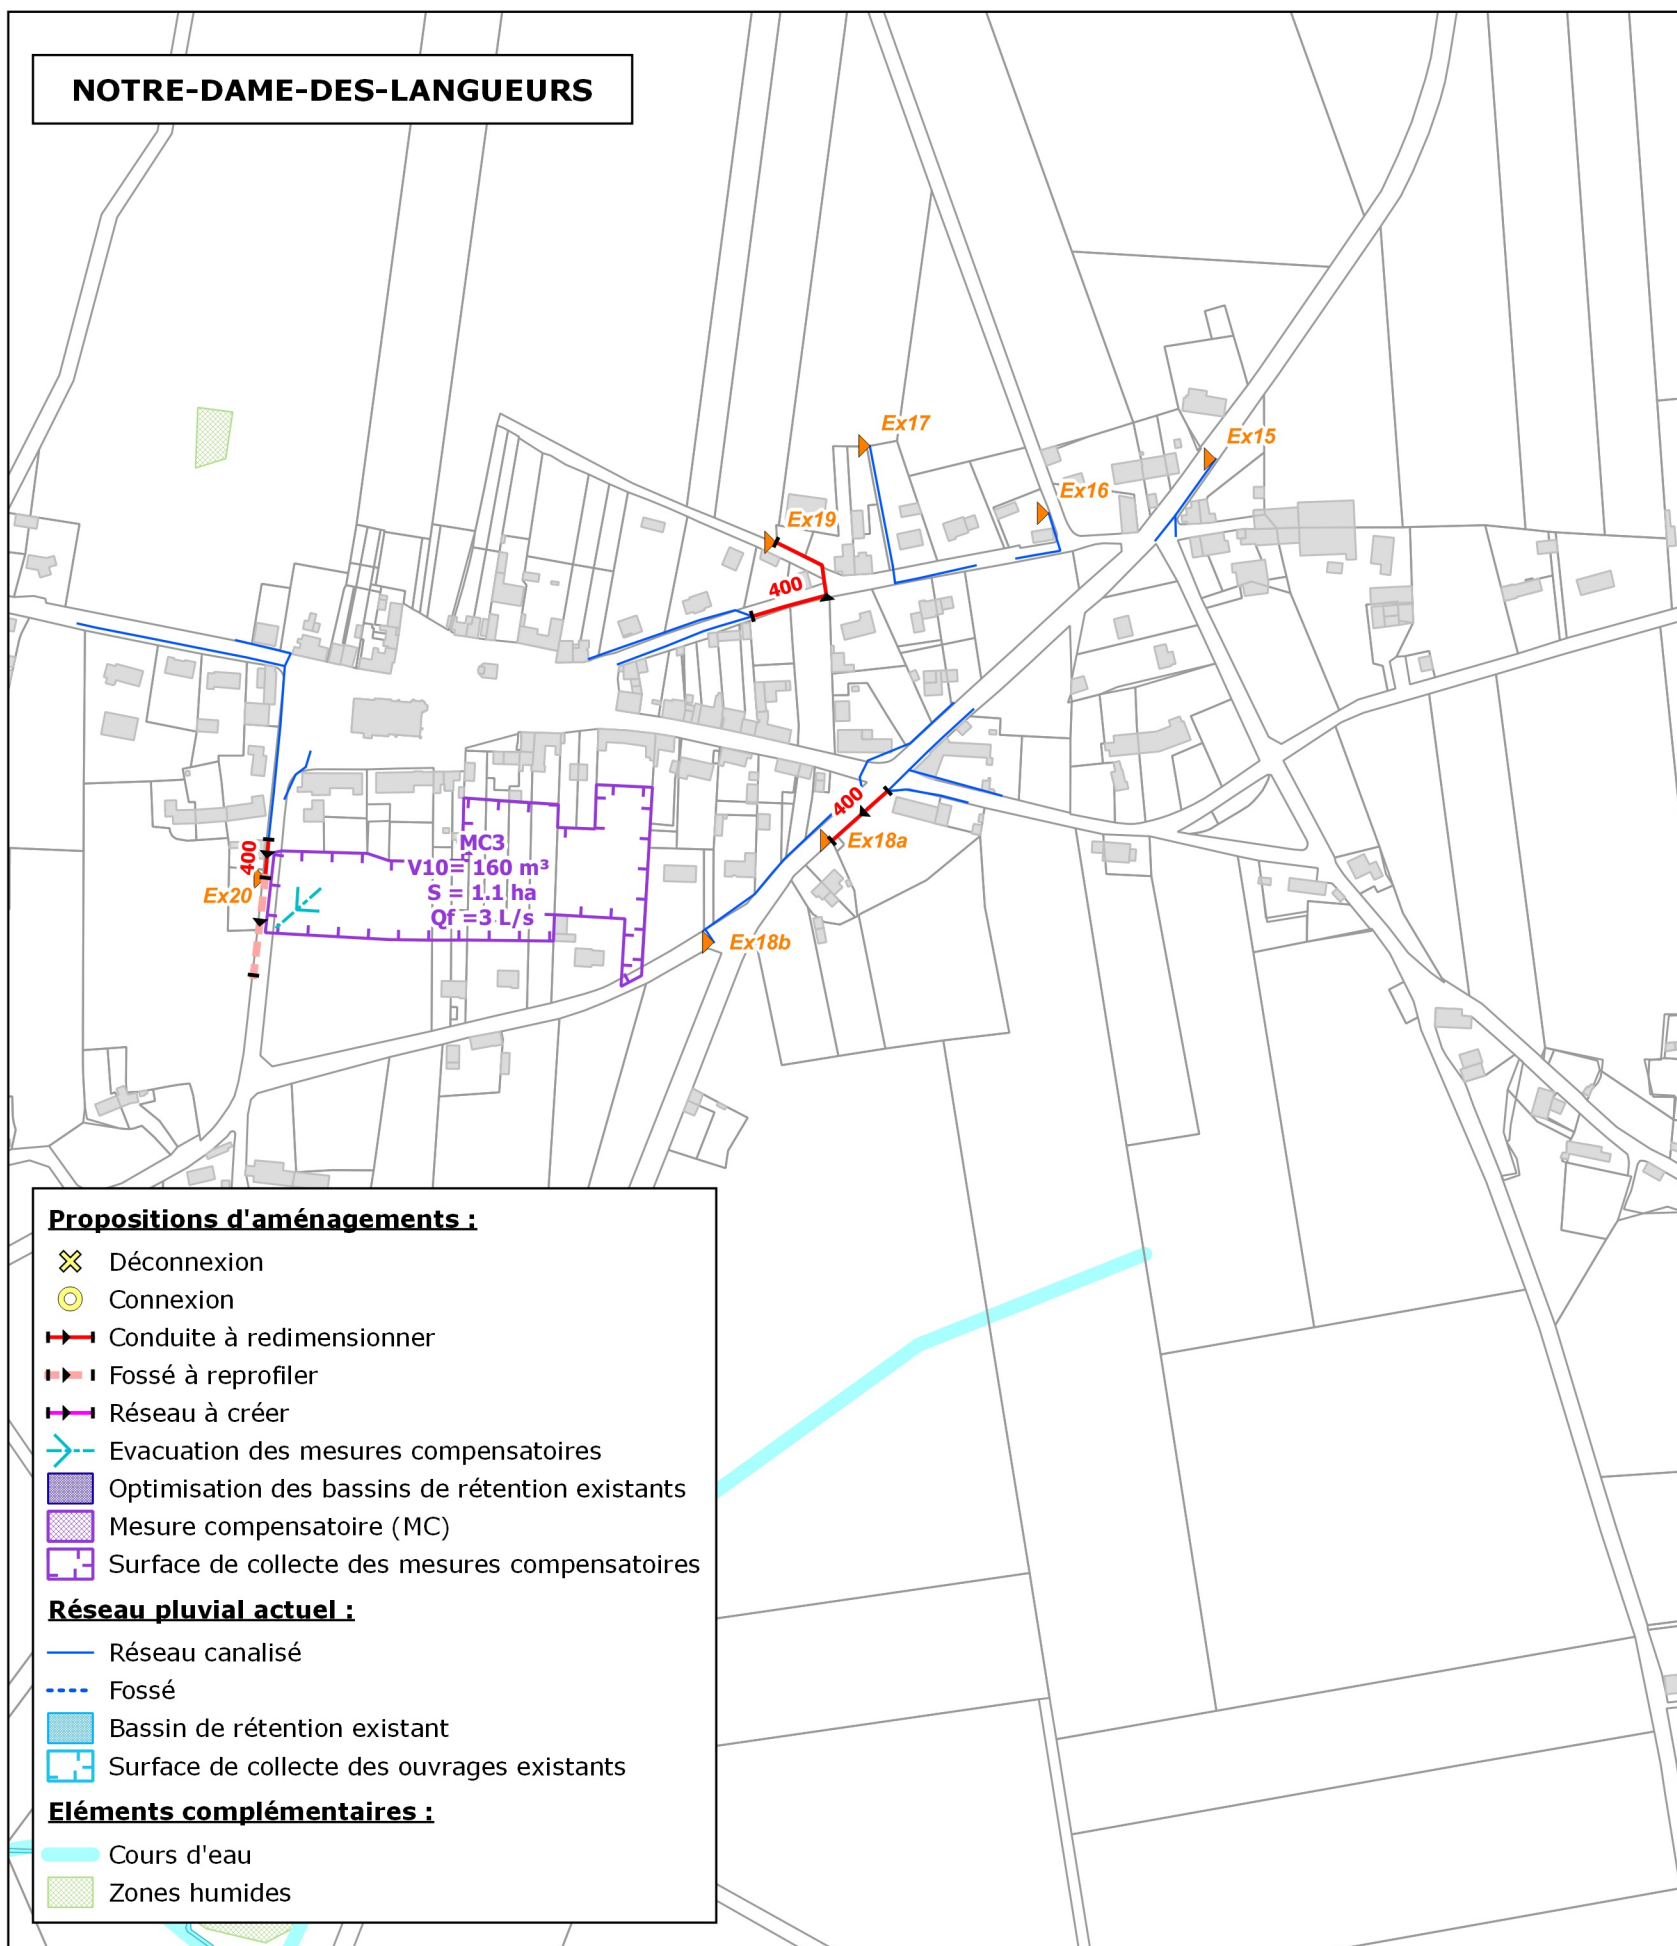 NOTRE-DAME-DES-LANGUEURS
Ex17
Ex15
Ex16
Ex19
400
400
Ex18a
400
Ex20
MC3
V10= 160 m³
S = 1.1 ha
Qf =3 L/s
Ex18b
Propositions d'aménagements :
Déconnexion
Connexion
Conduite à redimensionner
Fossé à reprofiler
Réseau à créer
Evacuation des mesures compensatoires
Optimisation des bassins de rétention existants
Mesure compensatoire (MC)
Surface de collecte des mesures compensatoires
Réseau pluvial actuel :
Réseau canalisé
Fossé
Bassin de rétention existant
Surface de collecte des ouvrages existants
Eléments complémentaires :
Cours d'eau
Zones humides